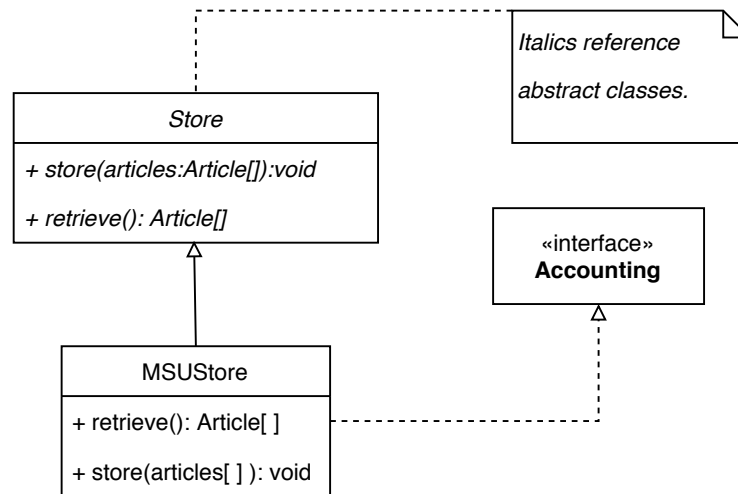 Italics reference
abstract classes.
Store
+ store(articles:Article[]):void
+ retrieve(): Article[]
«interface»
Accounting
MSUStore
+ retrieve(): Article[ ]
+ store(articles[ ] ): void